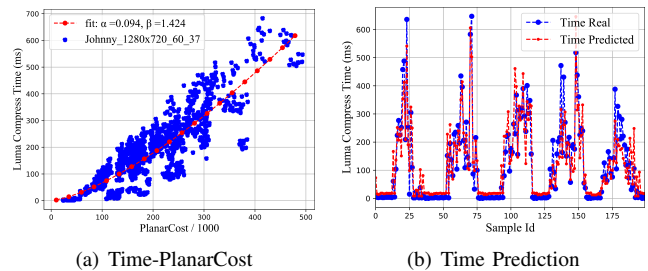 fit: α =0.094, β =1.424
Johnny_1280x720_60_37
Luma Compress Time (ms)
700
600
500
400
300
200
100
0
0
100
200
300
400
500
PlanarCost / 1000
(a) Time-PlanarCost
Time Real
Time Predicted
Luma Compress Time (ms)
600
500
400
300
200
100
0
0
25
50
75
100
125
150
175
Sample Id
(b) Time Prediction